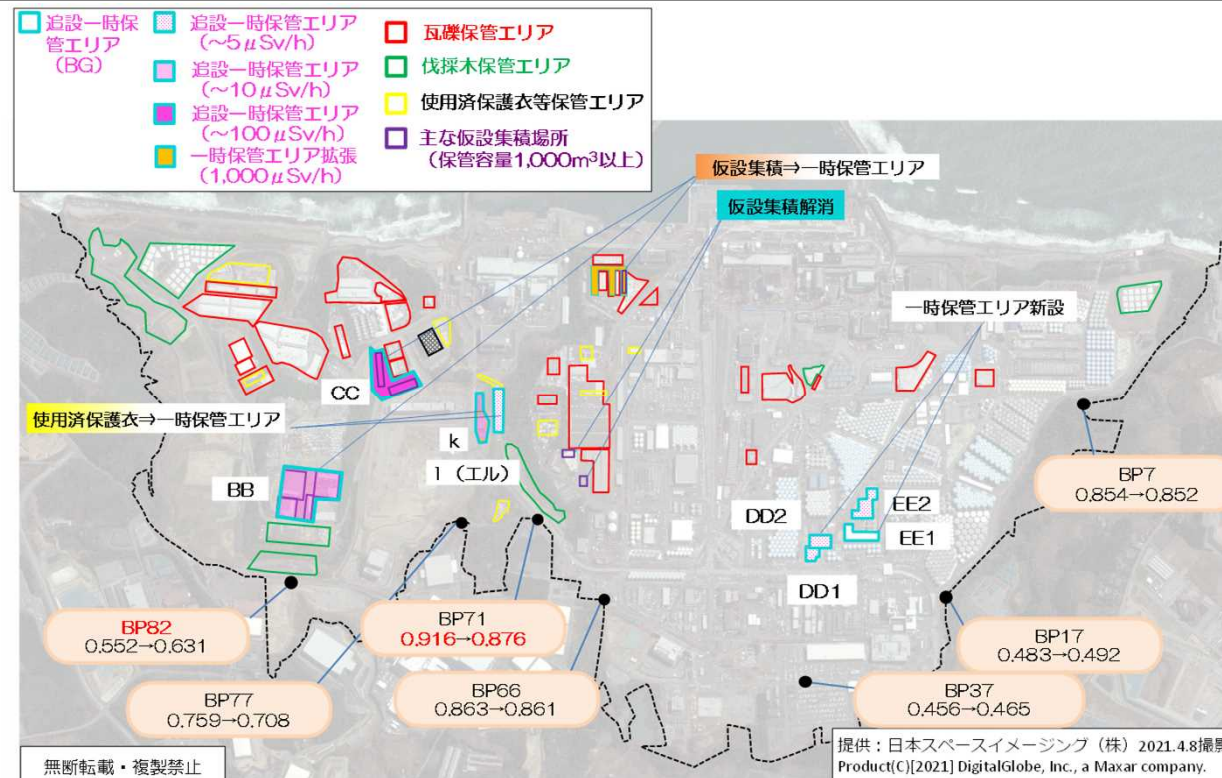 追設一時保
管エリア
（BG）
追設一時保管エリア
（～5μSv/h）
追設一時保管エリア
（～10μSv/h）
追設一時保管エリア
（～100μSv/h）
一時保管エリア拡張
（1,000μSv/h）
瓦礫保管エリア
伐採木保管エリア
使用済保護衣等保管エリア
主な仮設集積場所
（保管容量1,000m³以上）
仮設集積⇒一時保管エリア
仮設集積解消
一時保管エリア新設
CC
使用済保護衣⇒一時保管エリア
k
l（エル）
BB
BP7
0.854→0.852
DD2
EE2
EE1
DD1
BP82
0.552→0.631
BP71
0.916→0.876
BP17
0.483→0.492
BP77
0.759→0.708
BP66
0.863→0.861
BP37
0.456→0.465
無断転載・複製禁止
提供：日本スペースイメージング（株）2021.4.8撮影
Product(C)[2021] DigitalGlobe, Inc., a Maxar company.